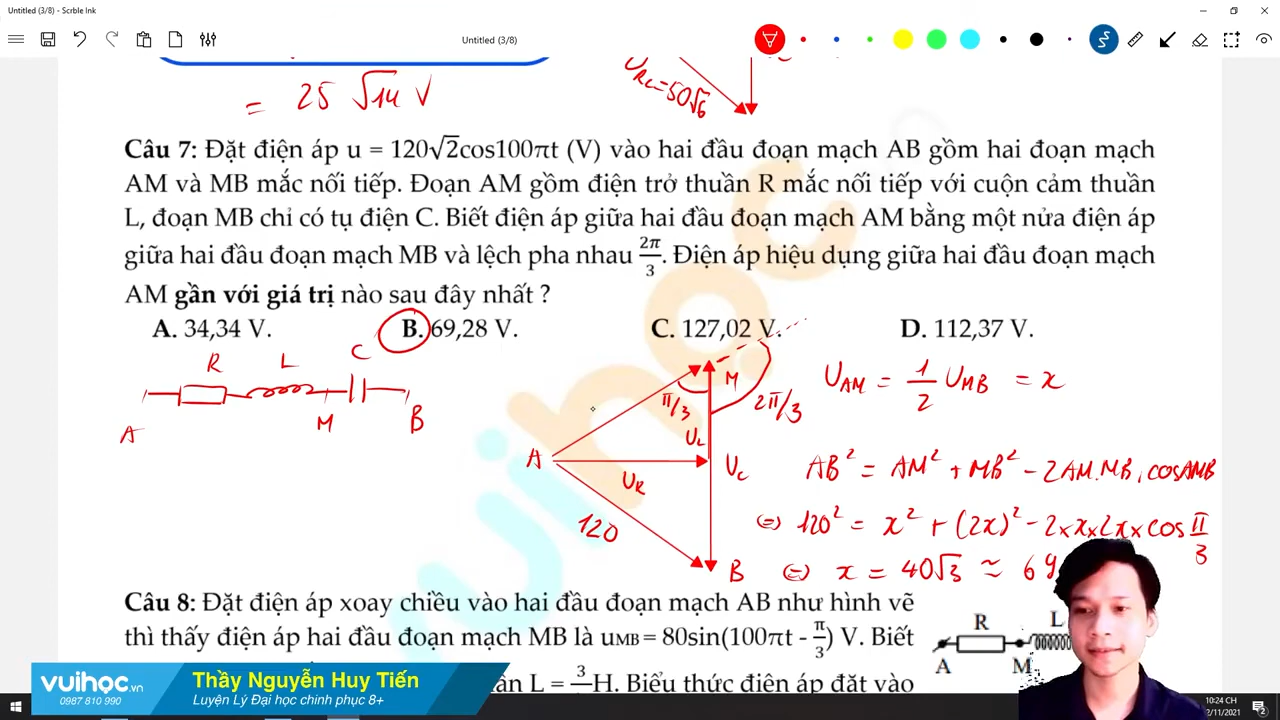 Untitled (3/8) - Scrble Ink
Untitled (3/8)
= 25 √14 V
U_RL=50√6
Câu 7: Đặt điện áp u = 120√2cos100πt (V) vào hai đầu đoạn mạch AB gồm hai đoạn mạch
AM và MB mắc nối tiếp. Đoạn AM gồm điện trở thuần R mắc nối tiếp với cuộn cảm thuần
L, đoạn MB chỉ có tụ điện C. Biết điện áp giữa hai đầu đoạn mạch AM bằng một nửa điện áp
giữa hai đầu đoạn mạch MB và lệch pha nhau 2π/3. Điện áp hiệu dụng giữa hai đầu đoạn mạch
AM gần với giá trị nào sau đây nhất ?
A. 34,34 V. B. 69,28 V. C. 127,02 V. D. 112,37 V.
R L C
A M B
M
π/3 2π/3
U_L
A
U_R
U_C
120
B
U_AM = 1/2 U_MB = x
AB² = AM² + MB² - 2AM.MB.cosAMB
⇔ 120² = x² + (2x)² - 2×x×2x×cos π/3
⇔ x = 40√3 ≈ 69
Câu 8: Đặt điện áp xoay chiều vào hai đầu đoạn mạch AB như hình vẽ
thì thấy điện áp hai đầu đoạn mạch MB là uMB = 80sin(100πt - π/3) V. Biết
L = 3/ H. Biểu thức điện áp đặt vào
R L
A M
vuihọc.vn
0987 810 990
Thầy Nguyễn Huy Tiến
Luyện Lý Đại học chinh phục 8+
10:24 CH
2/11/2021
vuihoc